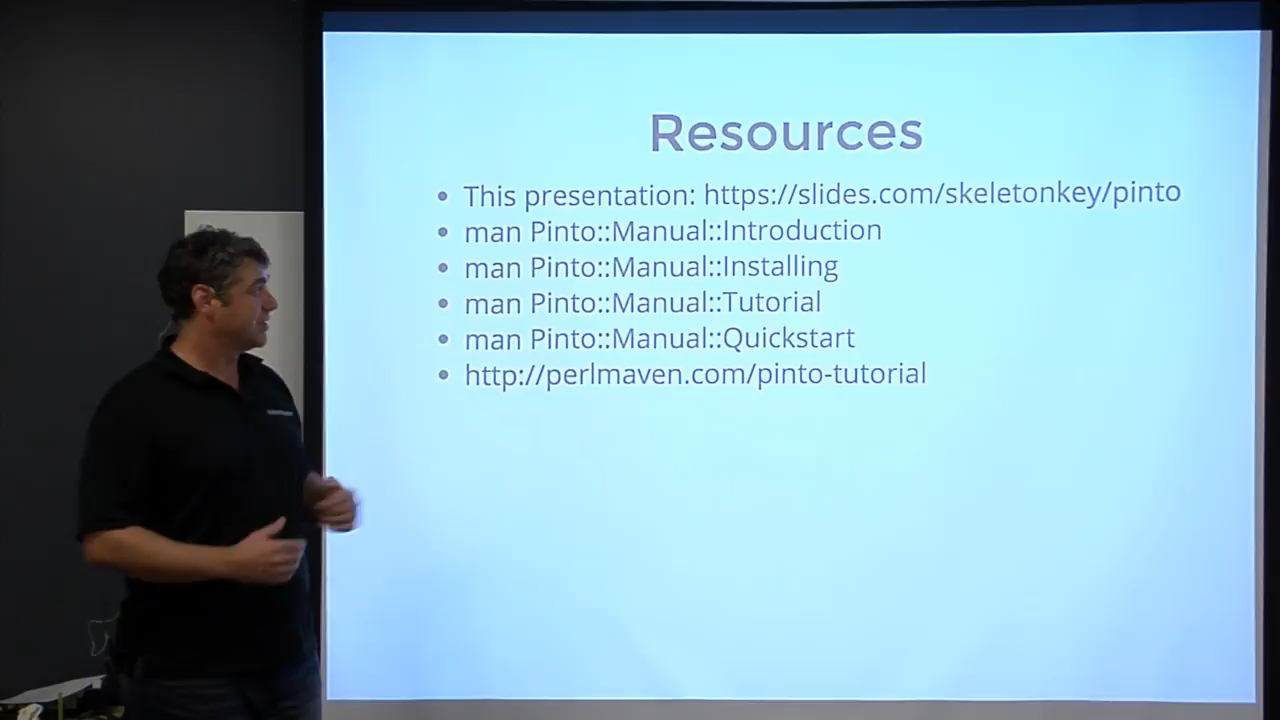 Resources
• This presentation: https://slides.com/skeletonkey/pinto
• man Pinto::Manual::Introduction
• man Pinto::Manual::Installing
• man Pinto::Manual::Tutorial
• man Pinto::Manual::Quickstart
• http://perlmaven.com/pinto-tutorial